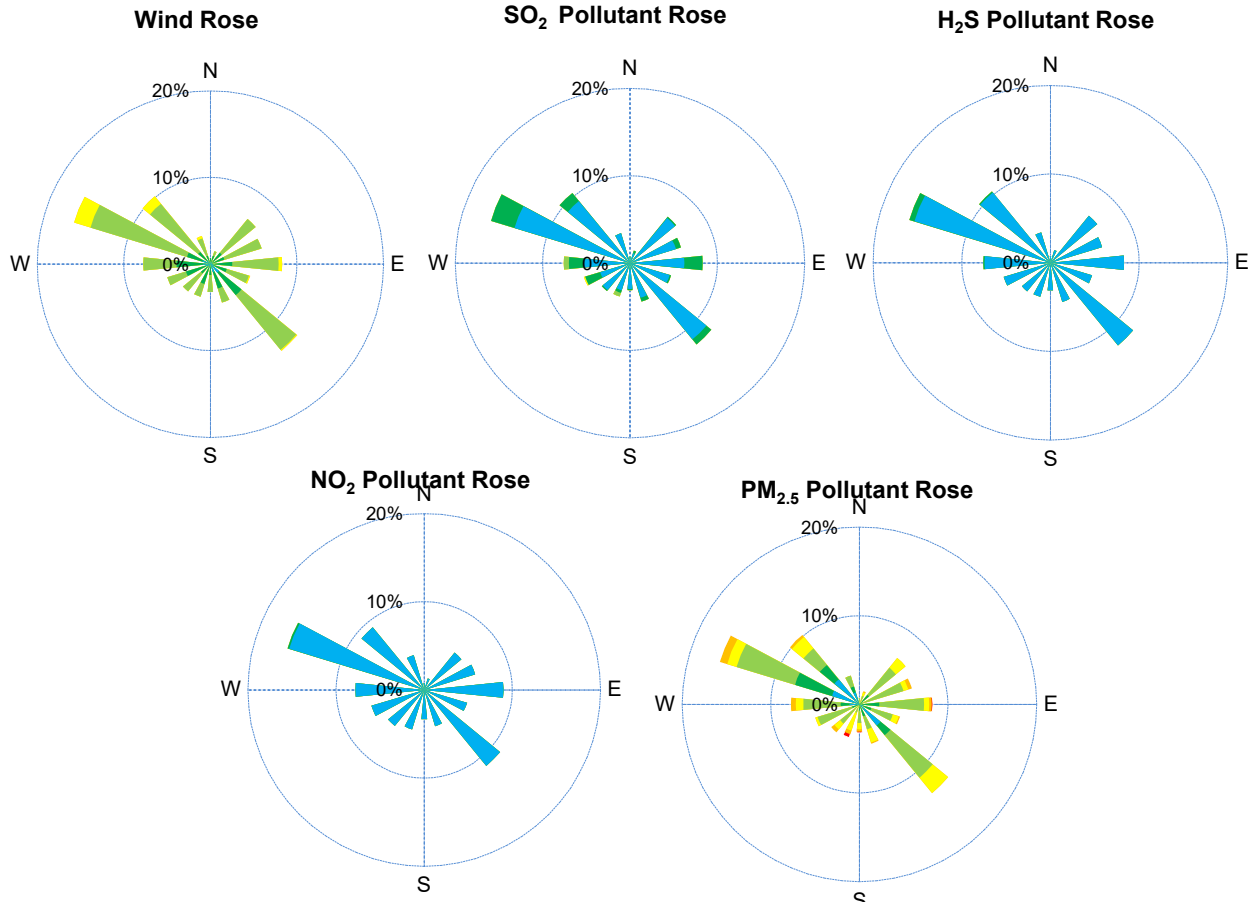 Wind Rose
SO₂ Pollutant Rose
H₂S Pollutant Rose
N
20%
10%
W
0%
E
S
N
20%
10%
W
0%
E
S
N
20%
10%
W
0%
E
S
NO₂ Pollutant Rose
N
20%
10%
W
0%
E
S
PM₂.₅ Pollutant Rose
N
20%
10%
W
0%
E
S